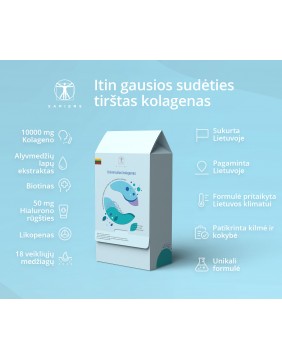 Itin gausios sudėties
tirštas kolagenas
10000 mg
Kolageno
Alyvmedžių
lapų
ekstraktas
Biotinas
50 mg
Hialurono
rūgšties
Likopenas
18 veikliųjų
medžiagų
Sukurta
Lietuvoje
Pagaminta
Lietuvoje
Formulė pritaikyta
Lietuvos klimatui
Patikrinta kilmė ir
kokybė
Unikali
formulė